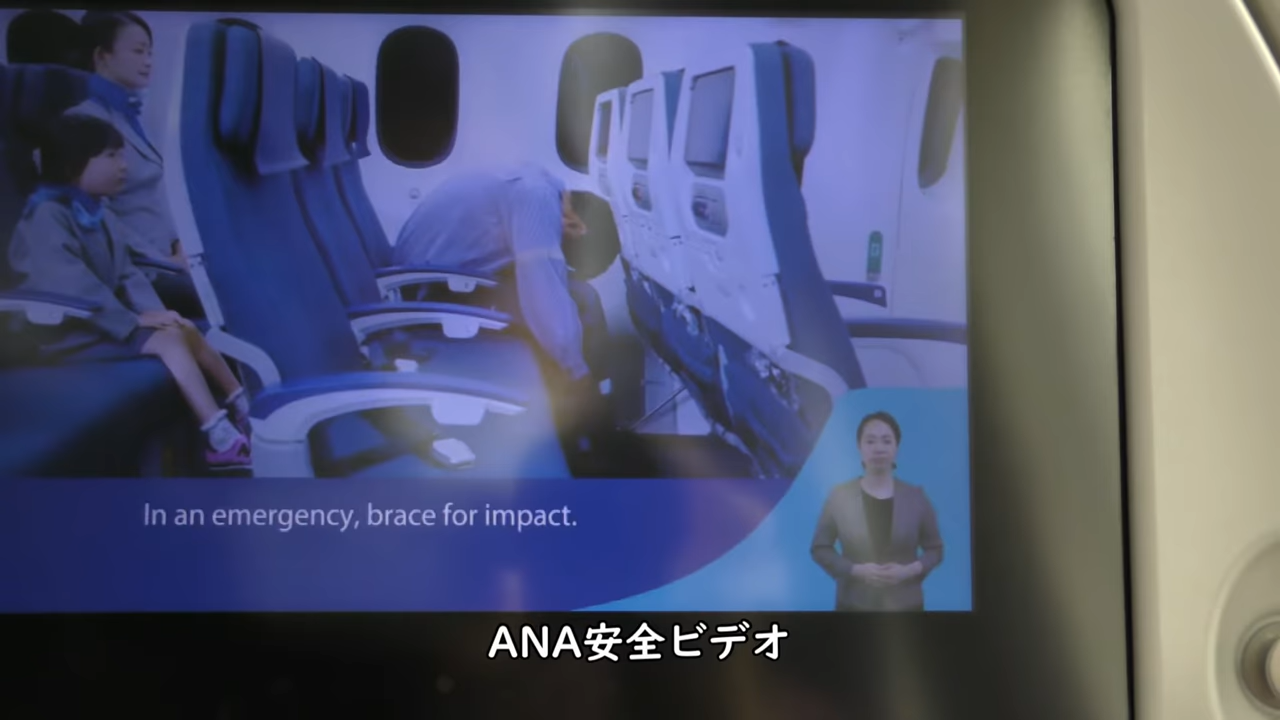 In an emergency, brace for impact.
ANA安全ビデオ